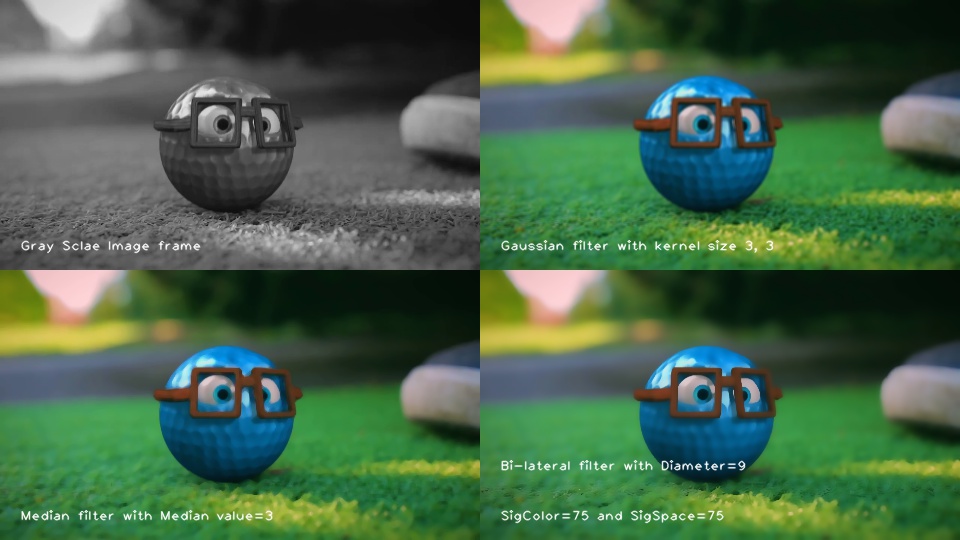 Gray Sclae Image frame
Gaussian filter with kernel size 3, 3
Median filter with Median value=3
Bi-lateral filter with Diameter=9
SigColor=75 and SigSpace=75